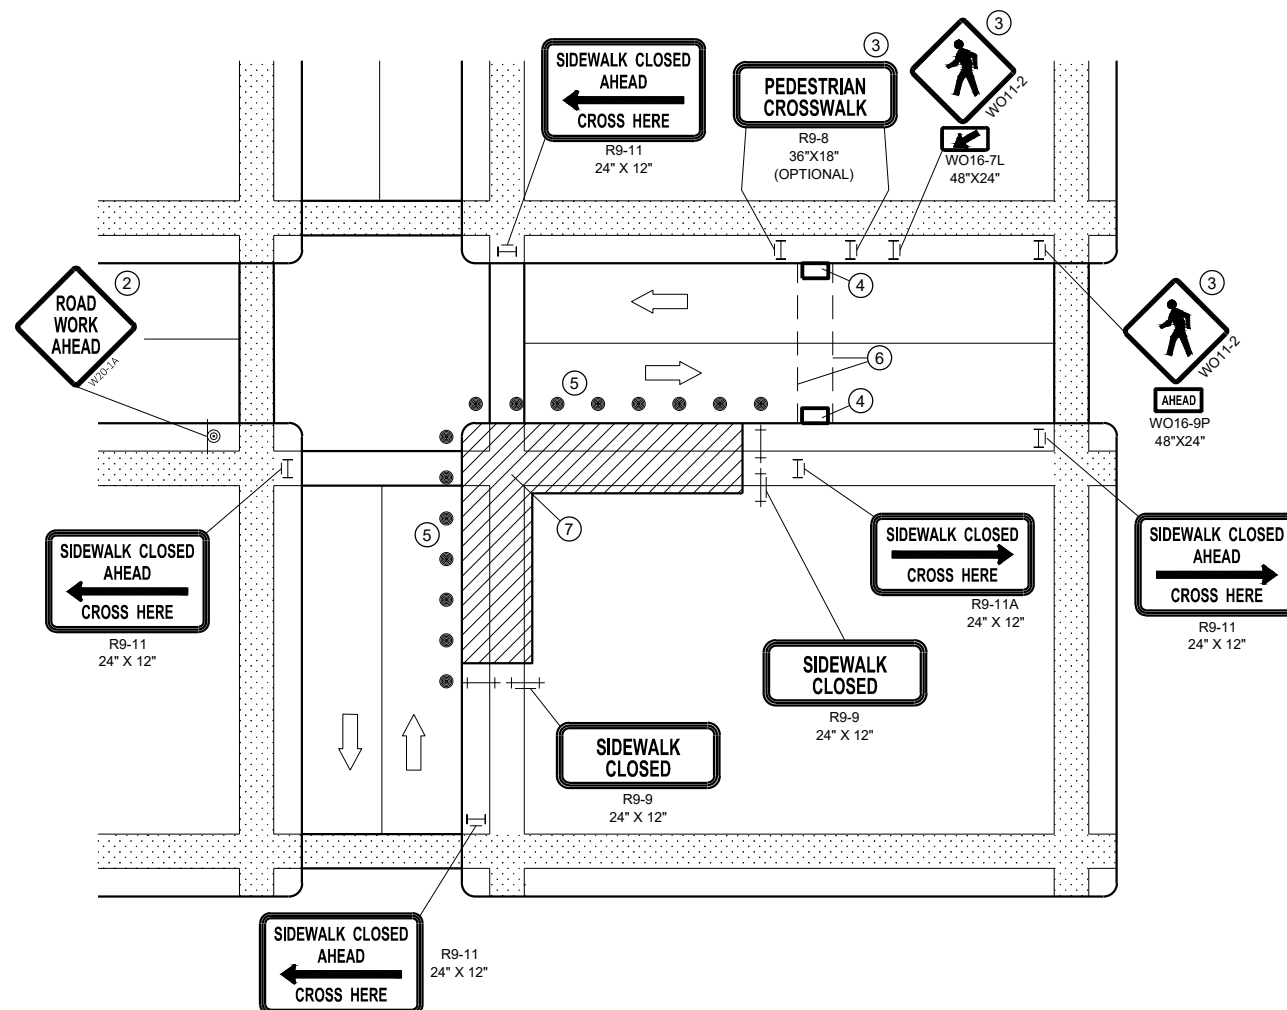 SIDEWALK CLOSED
AHEAD
CROSS HERE
R9-11
24" X 12"
3
PEDESTRIAN
CROSSWALK
R9-8
36"X18"
(OPTIONAL)
3
WO11-2
WO16-7L
48"X24"
2
ROAD
WORK
AHEAD
W20-1A
4
3
WO11-2
AHEAD
WO16-9P
48"X24"
6
5
4
7
5
SIDEWALK CLOSED
AHEAD
CROSS HERE
R9-11
24" X 12"
SIDEWALK CLOSED
CROSS HERE
R9-11A
24" X 12"
SIDEWALK CLOSED
AHEAD
CROSS HERE
R9-11
24" X 12"
SIDEWALK
CLOSED
R9-9
24" X 12"
SIDEWALK
CLOSED
R9-9
24" X 12"
SIDEWALK CLOSED
AHEAD
CROSS HERE
R9-11
24" X 12"